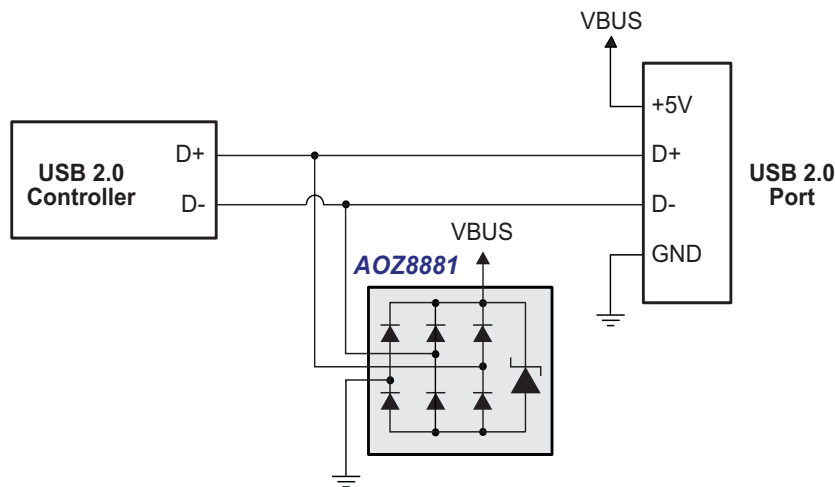 VBUS
+5V
USB 2.0
Controller
D+
D-
D+
D-
GND
USB 2.0
Port
VBUS
AOZ8881